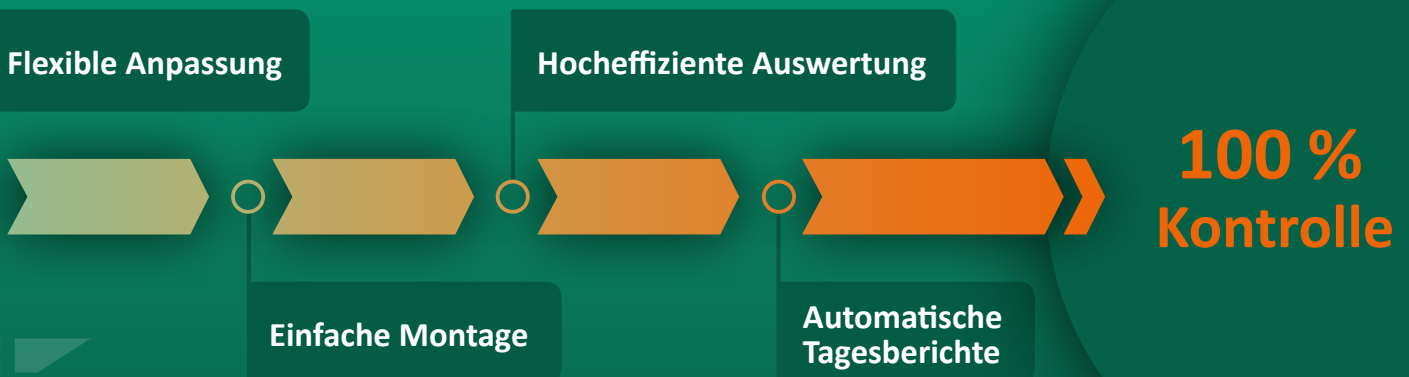 Flexible Anpassung
Einfache Montage
Hocheffiziente Auswertung
Automatische
Tagesberichte
100 %
Kontrolle